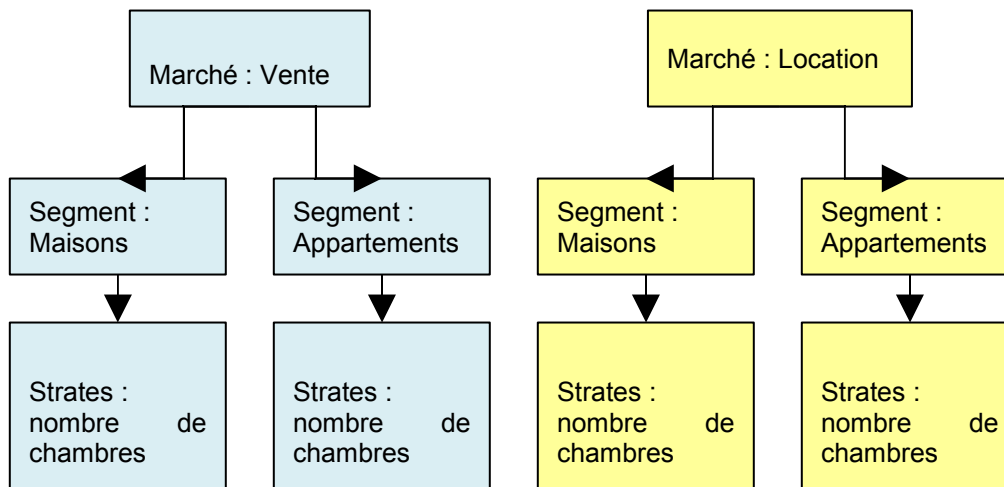 Marché : Vente
Marché : Location
Segment :
Maisons
Segment :
Appartements
Segment :
Maisons
Segment :
Appartements
Strates :
nombre de
chambres
Strates :
nombre de
chambres
Strates :
nombre de
chambres
Strates :
nombre de
chambres